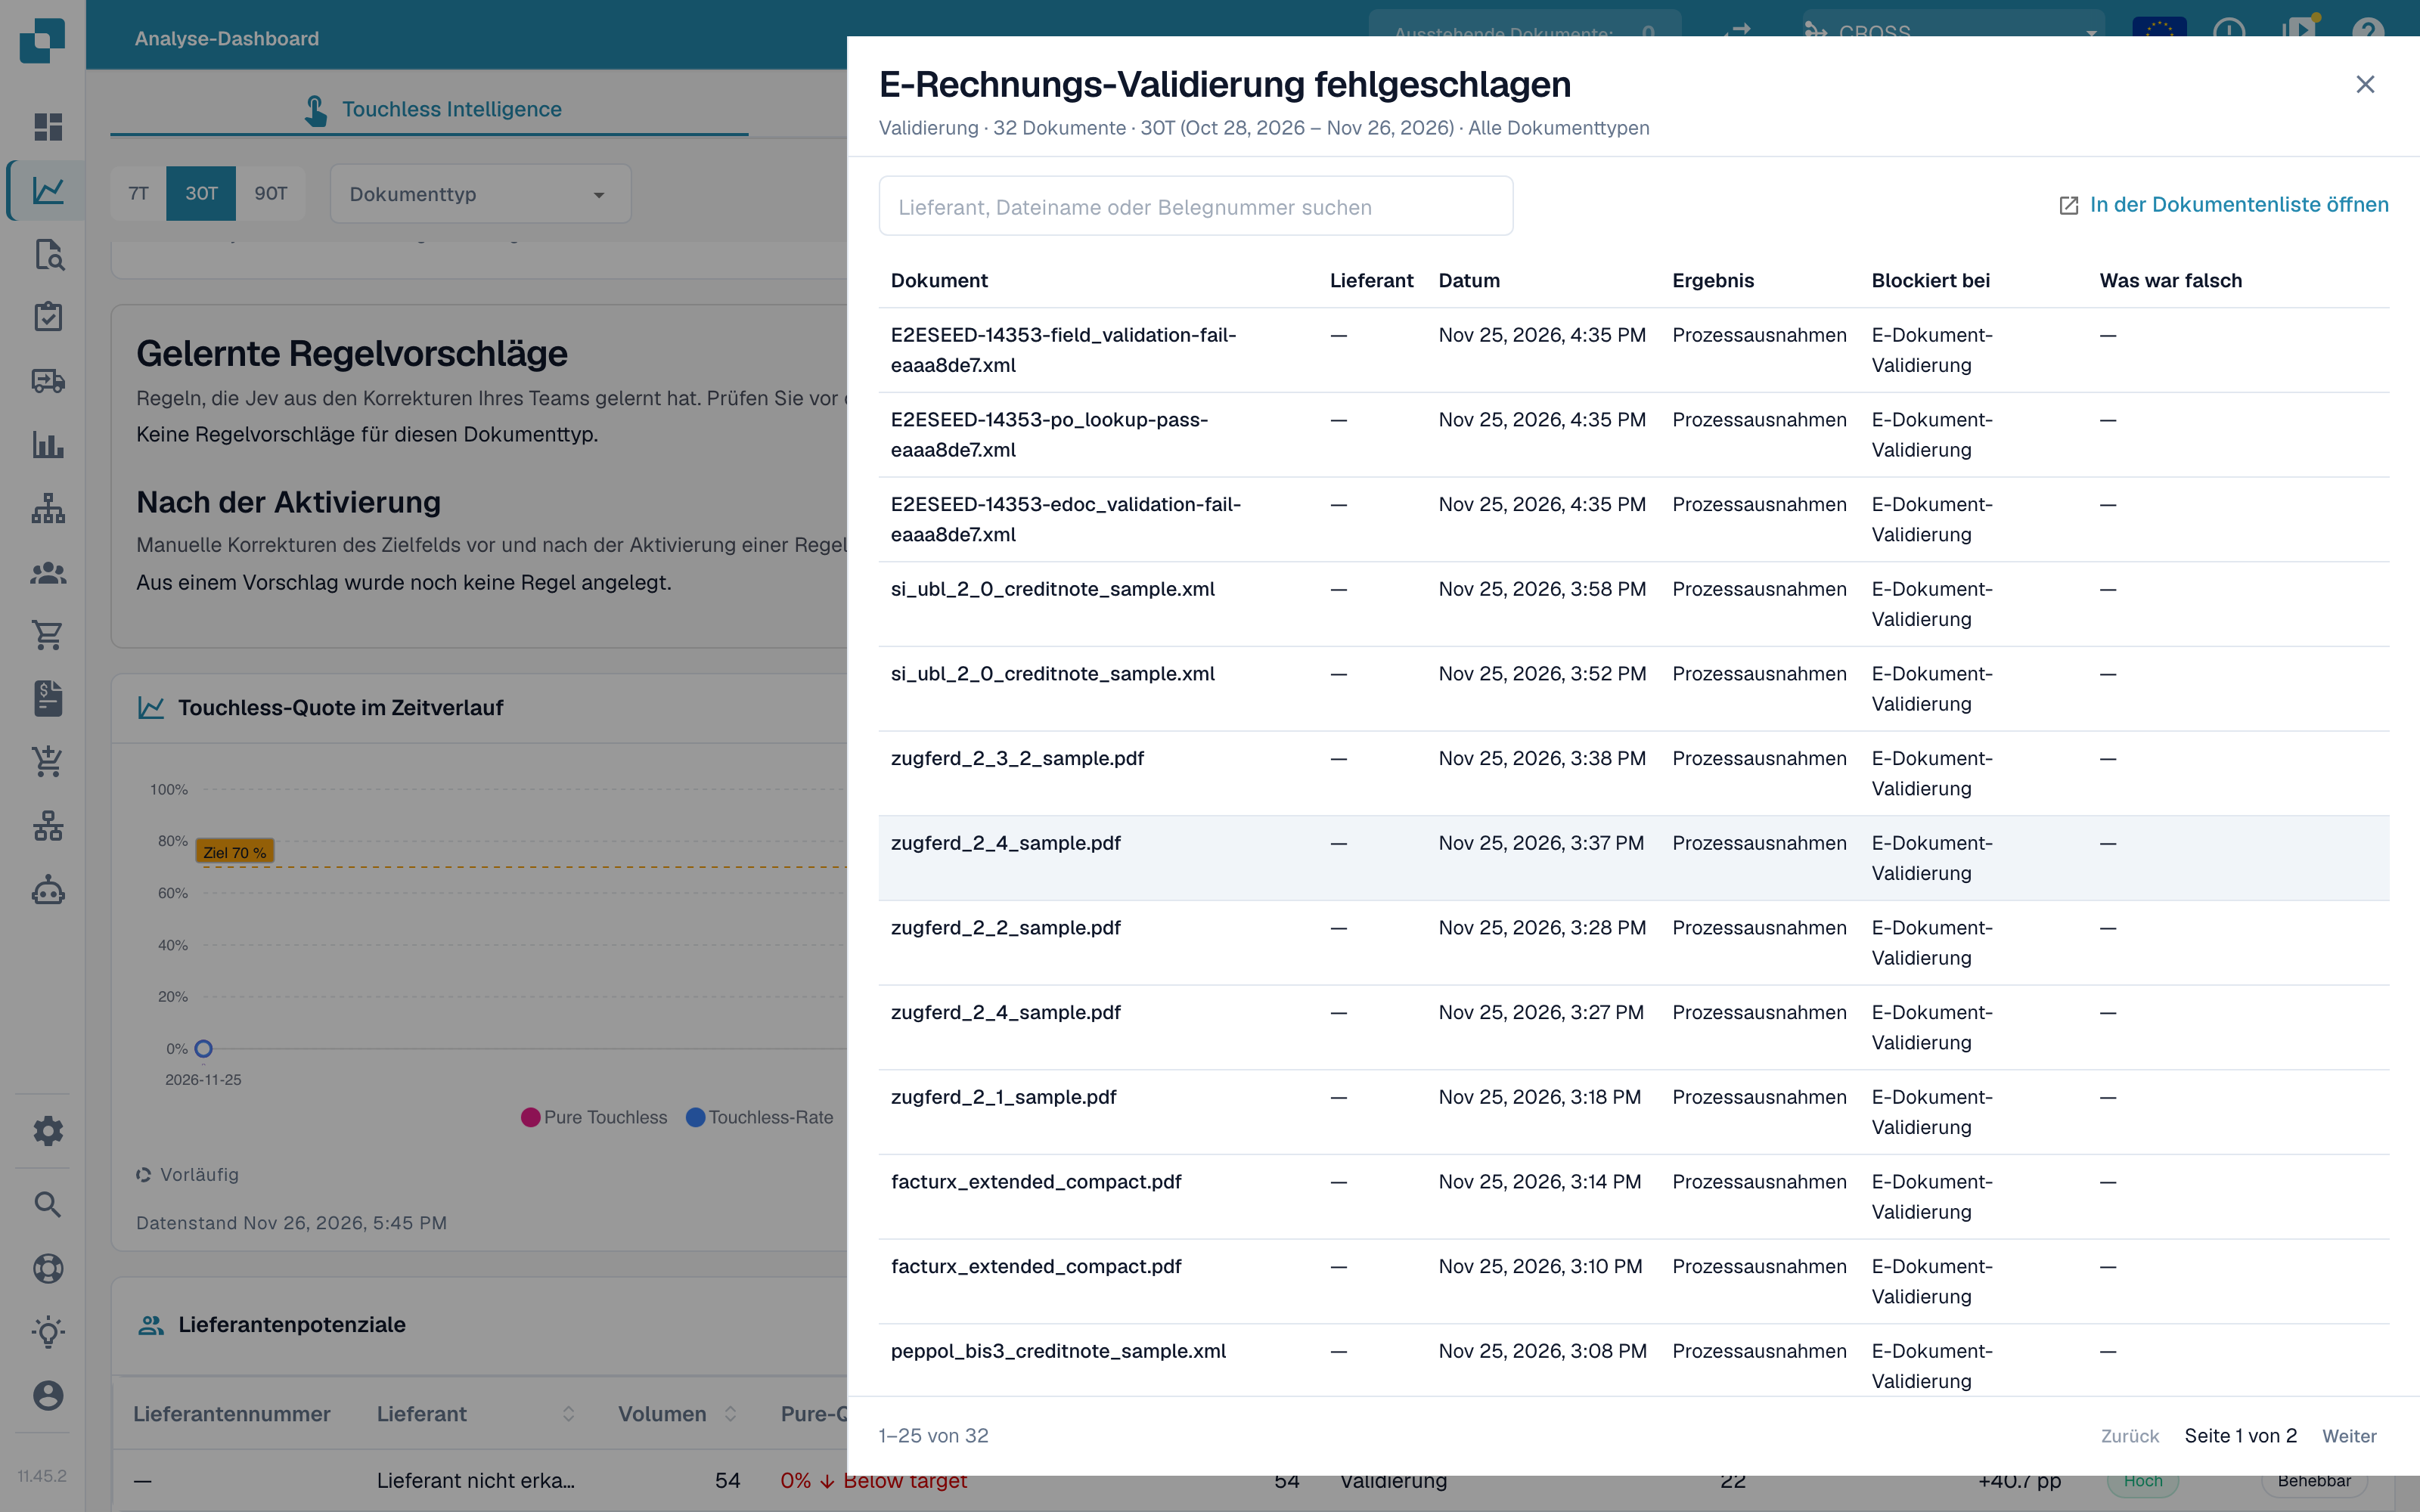 Analyse-Dashboard
Ausstehende Dokumente: 0
CROSS
Touchless Intelligence
7T
30T
90T
Dokumenttyp
Gelernte Regelvorschläge
Regeln, die Jev aus den Korrekturen Ihres Teams gelernt hat. Prüfen Sie vor
Keine Regelvorschläge für diesen Dokumenttyp.
Nach der Aktivierung
Manuelle Korrekturen des Zielfelds vor und nach der Aktivierung einer Regel
Aus einem Vorschlag wurde noch keine Regel angelegt.
Touchless-Quote im Zeitverlauf
100%
80%
Ziel 70 %
60%
40%
20%
0%
2026-11-25
Pure Touchless
Touchless-Rate
Vorläufig
Datenstand Nov 26, 2026, 5:45 PM
Lieferantenpotenziale
Lieferantennummer Lieferant Volumen Pure-Q
— Lieferant nicht erka... 54 0% ↓ Below target 54 Validierung 22 +40.7 pp Hoch Behebbar
11.45.2
E-Rechnungs-Validierung fehlgeschlagen
Validierung · 32 Dokumente · 30T (Oct 28, 2026 – Nov 26, 2026) · Alle Dokumenttypen
Lieferant, Dateiname oder Belegnummer suchen
In der Dokumentenliste öffnen
Dokument Lieferant Datum Ergebnis Blockiert bei Was war falsch
E2ESEED-14353-field_validation-fail- — Nov 25, 2026, 4:35 PM Prozessausnahmen E-Dokument- —
eaaa8de7.xml Validierung
E2ESEED-14353-po_lookup-pass- — Nov 25, 2026, 4:35 PM Prozessausnahmen E-Dokument- —
eaaa8de7.xml Validierung
E2ESEED-14353-edoc_validation-fail- — Nov 25, 2026, 4:35 PM Prozessausnahmen E-Dokument- —
eaaa8de7.xml Validierung
si_ubl_2_0_creditnote_sample.xml — Nov 25, 2026, 3:58 PM Prozessausnahmen E-Dokument- —
Validierung
si_ubl_2_0_creditnote_sample.xml — Nov 25, 2026, 3:52 PM Prozessausnahmen E-Dokument- —
Validierung
zugferd_2_3_2_sample.pdf — Nov 25, 2026, 3:38 PM Prozessausnahmen E-Dokument- —
Validierung
zugferd_2_4_sample.pdf — Nov 25, 2026, 3:37 PM Prozessausnahmen E-Dokument- —
Validierung
zugferd_2_2_sample.pdf — Nov 25, 2026, 3:28 PM Prozessausnahmen E-Dokument- —
Validierung
zugferd_2_4_sample.pdf — Nov 25, 2026, 3:27 PM Prozessausnahmen E-Dokument- —
Validierung
zugferd_2_1_sample.pdf — Nov 25, 2026, 3:18 PM Prozessausnahmen E-Dokument- —
Validierung
facturx_extended_compact.pdf — Nov 25, 2026, 3:14 PM Prozessausnahmen E-Dokument- —
Validierung
facturx_extended_compact.pdf — Nov 25, 2026, 3:10 PM Prozessausnahmen E-Dokument- —
Validierung
peppol_bis3_creditnote_sample.xml — Nov 25, 2026, 3:08 PM Prozessausnahmen E-Dokument- —
Validierung
1–25 von 32
Zurück Seite 1 von 2 Weiter